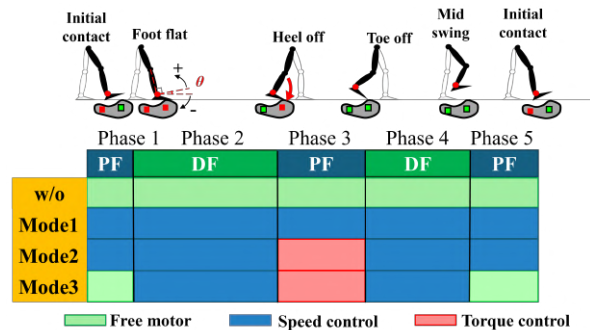 Initial
contact
Foot flat
Heel off
Toe off
Mid
swing
Initial
contact
+
θ
-
Phase 1
Phase 2
Phase 3
Phase 4
Phase 5
PF
DF
PF
DF
PF
w/o
Mode1
Mode2
Mode3
Free motor
Speed control
Torque control